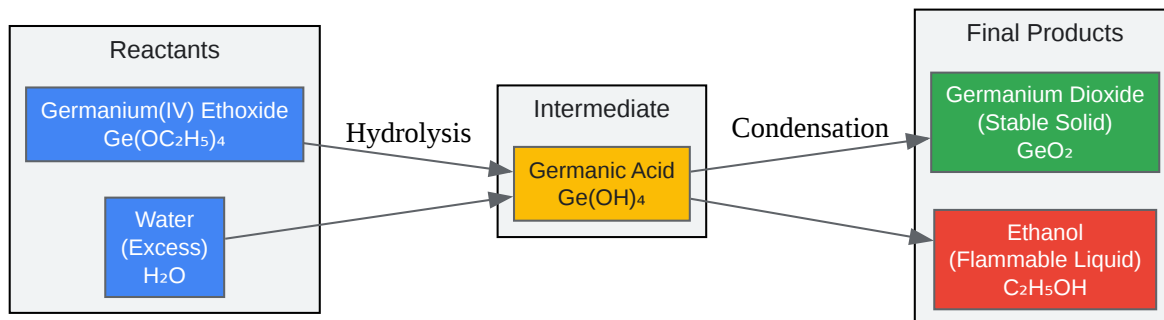 Reactants
Germanium(IV) Ethoxide
Ge(OC₂H₅)₄
Water
(Excess)
H₂O
Hydrolysis
Intermediate
Germanic Acid
Ge(OH)₄
Condensation
Final Products
Germanium Dioxide
(Stable Solid)
GeO₂
Ethanol
(Flammable Liquid)
C₂H₅OH